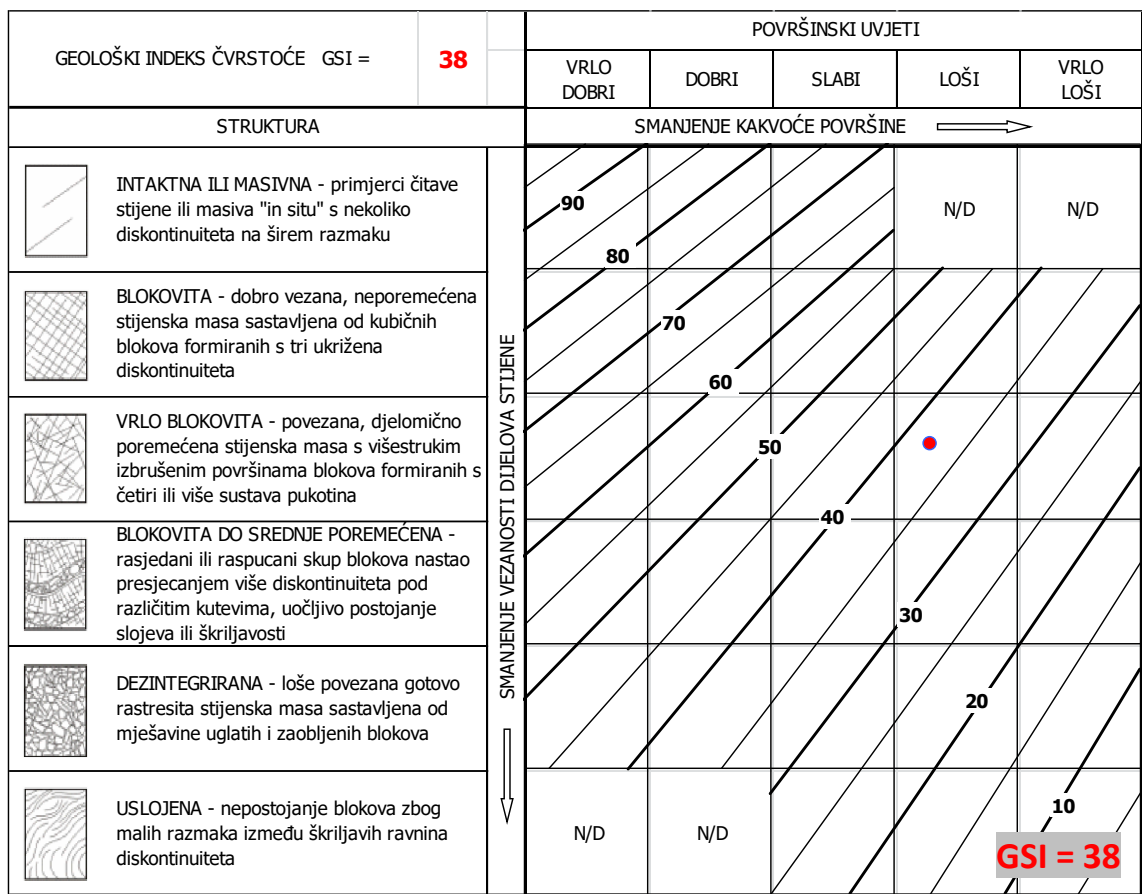 GEOLOŠKI INDEKS ČVRSTOĆE GSI = 38
POVRŠINSKI UVJETI
VRLO
DOBRI
DOBRI
SLABI
LOŠI
VRLO
LOŠI
STRUKTURA
SMANJENJE KAKVOĆE POVRŠINE
SMANJENJE VEZANOSTI DIJELOVA STIJENE
INTAKTNA ILI MASIVNA - primjerci čitave
stijene ili masiva "in situ" s nekoliko
diskontinuiteta na širem razmaku
BLOKOVITA - dobro vezana, neporemećena
stijenska masa sastavljena od kubičnih
blokova formiranih s tri ukrižena
diskontinuiteta
VRLO BLOKOVITA - povezana, djelomično
poremećena stijenska masa s višestrukim
izbrušenim površinama blokova formiranih s
četiri ili više sustava pukotina
BLOKOVITA DO SREDNJE POREMEĆENA -
rasjedani ili raspucani skup blokova nastao
presjecanjem više diskontinuiteta pod
različitim kutevima, uočljivo postojanje
slojeva ili škriljavosti
DEZINTEGRIRANA - loše povezana gotovo
rastresita stijenska masa sastavljena od
mješavine uglatih i zaobljenih blokova
USLOJENA - nepostojanje blokova zbog
malih razmaka između škriljavih ravnina
diskontinuiteta
90
N/D
N/D
80
70
60
50
40
30
20
10
N/D
N/D
GSI = 38